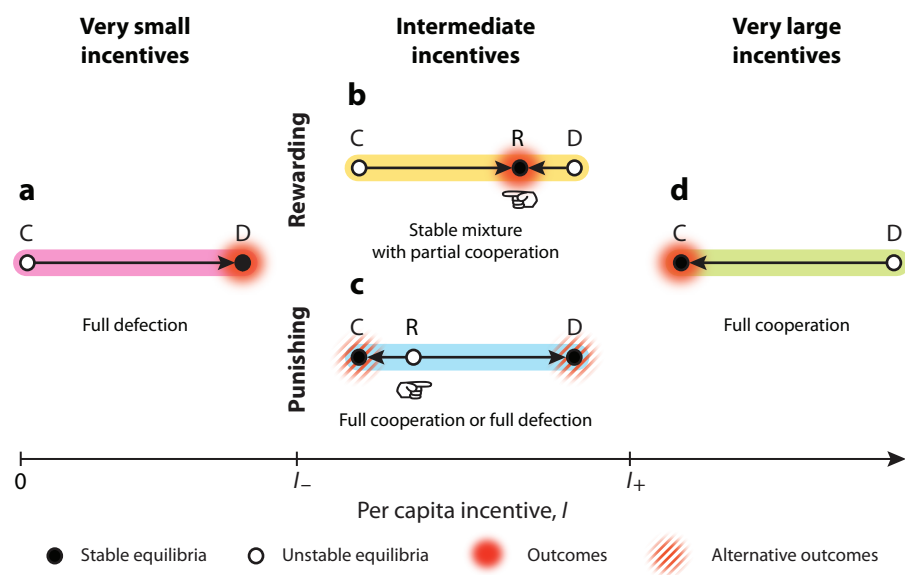 Very small
incentives
Intermediate
incentives
Very large
incentives
a
C D
Full defection
Rewarding
b
C R D
Stable mixture
with partial cooperation
Punishing
c
C R D
Full cooperation or full defection
d
C D
Full cooperation
0 I− I+
Per capita incentive, I
Stable equilibria Unstable equilibria Outcomes Alternative outcomes